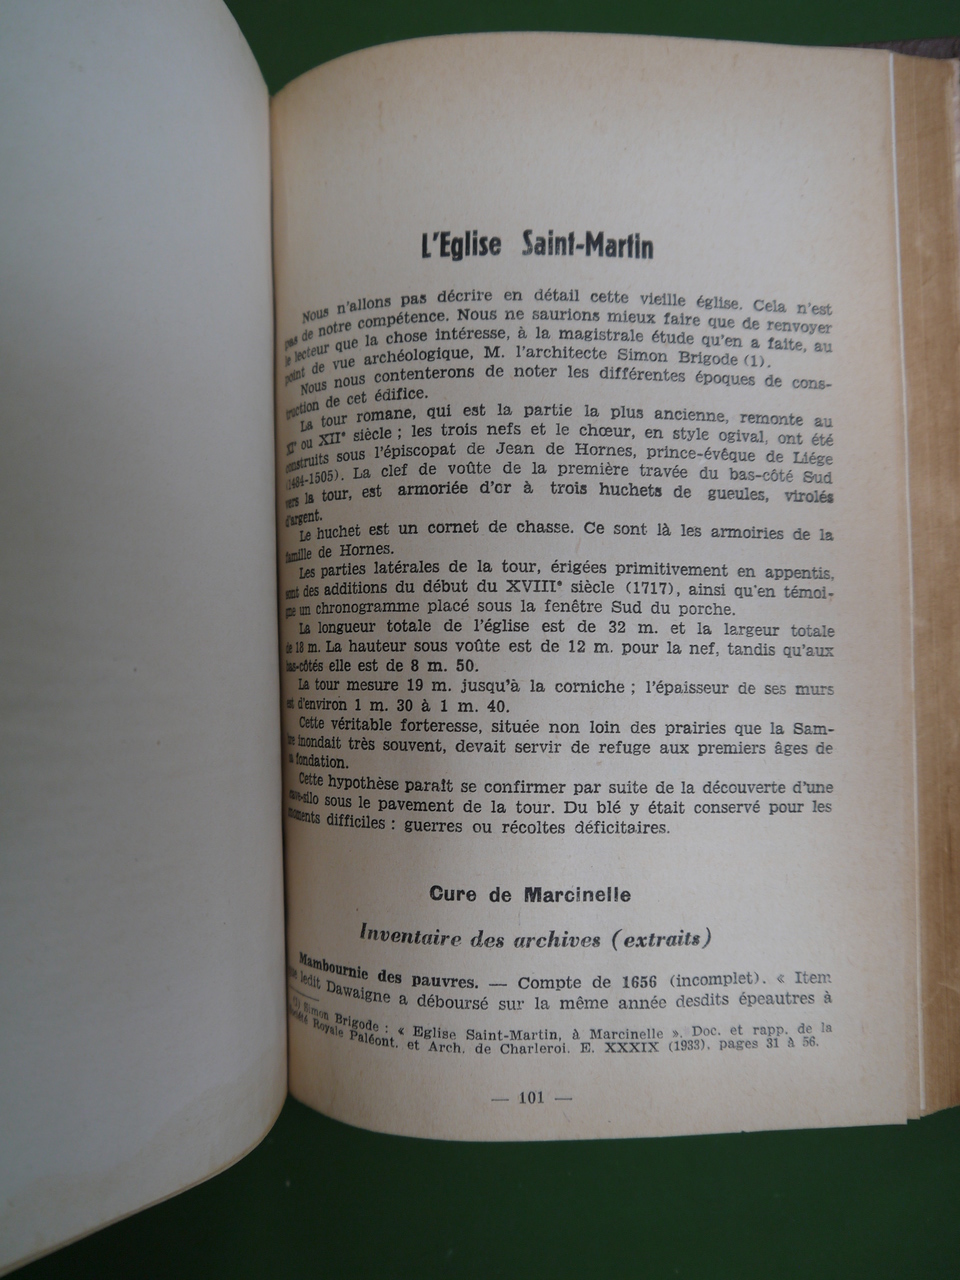 L'Eglise Saint-Martin
Nous n'allons pas décrire en détail cette vieille église. Cela n'est
pas de notre compétence. Nous ne saurions mieux faire que de renvoyer
le lecteur que la chose intéresse, à la magistrale étude qu'en a faite, au
point de vue archéologique, M. l'architecte Simon Brigode (1).
Nous nous contenterons de noter les différentes époques de cons-
truction de cet édifice.
La tour romane, qui est la partie la plus ancienne, remonte au
XIe ou XIIe siècle ; les trois nefs et le chœur, en style ogival, ont été
construits sous l'épiscopat de Jean de Hornes, prince-évêque de Liége
(1484-1505). La clef de voûte de la première travée du bas-côté Sud
vers la tour, est armoriée d'or à trois huchets de gueules, virolés
d'argent.
Le huchet est un cornet de chasse. Ce sont là les armoiries de la
famille de Hornes.
Les parties latérales de la tour, érigées primitivement en appentis,
sont des additions du début du XVIIIe siècle (1717), ainsi qu'en témoi-
gne un chronogramme placé sous la fenêtre Sud du porche.
La longueur totale de l'église est de 32 m. et la largeur totale
de 18 m. La hauteur sous voûte est de 12 m. pour la nef, tandis qu'aux
bas-côtés elle est de 8 m. 50.
La tour mesure 19 m. jusqu'à la corniche ; l'épaisseur de ses murs
est d'environ 1 m. 30 à 1 m. 40.
Cette véritable forteresse, située non loin des prairies que la Sam-
bre inondait très souvent, devait servir de refuge aux premiers âges de
la fondation.
Cette hypothèse paraît se confirmer par suite de la découverte d'une
cave-silo sous le pavement de la tour. Du blé y était conservé pour les
moments difficiles : guerres ou récoltes déficitaires.
Cure de Marcinelle
Inventaire des archives (extraits)
Mambournie des pauvres. — Compte de 1656 (incomplet). « Item
ledit Dawaigne a déboursé sur la même année desdits épeautres à
(1) Simon Brigode : « Eglise Saint-Martin, à Marcinelle ». Doc. et rapp. de la
Société Royale Paléont. et Arch. de Charleroi. E. XXXIX (1933), pages 31 à 56.
— 101 —